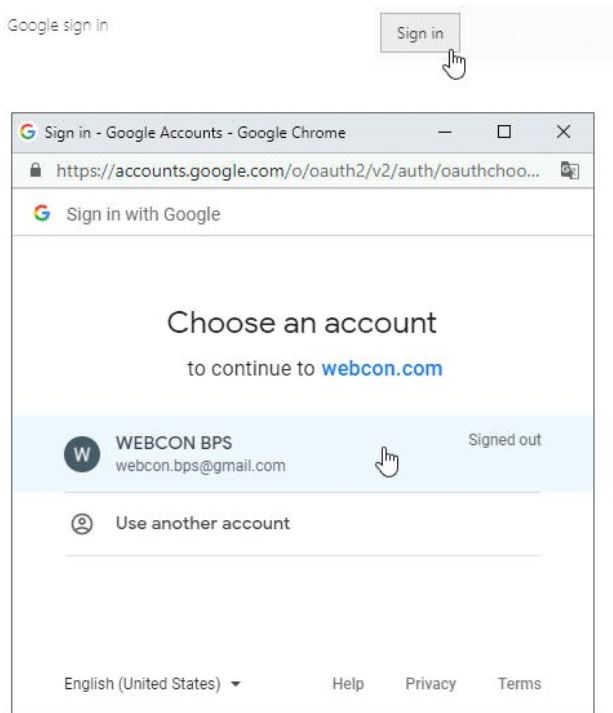 Google sign in
Sign in
Sign in - Google Accounts - Google Chrome
https://accounts.google.com/o/oauth2/v2/auth/oauthchoo...
Sign in with Google
Choose an account
to continue to webcon.com
W
WEBCON BPS
Signed out
webcon.bps@gmail.com
Use another account
English (United States)
Help
Privacy
Terms